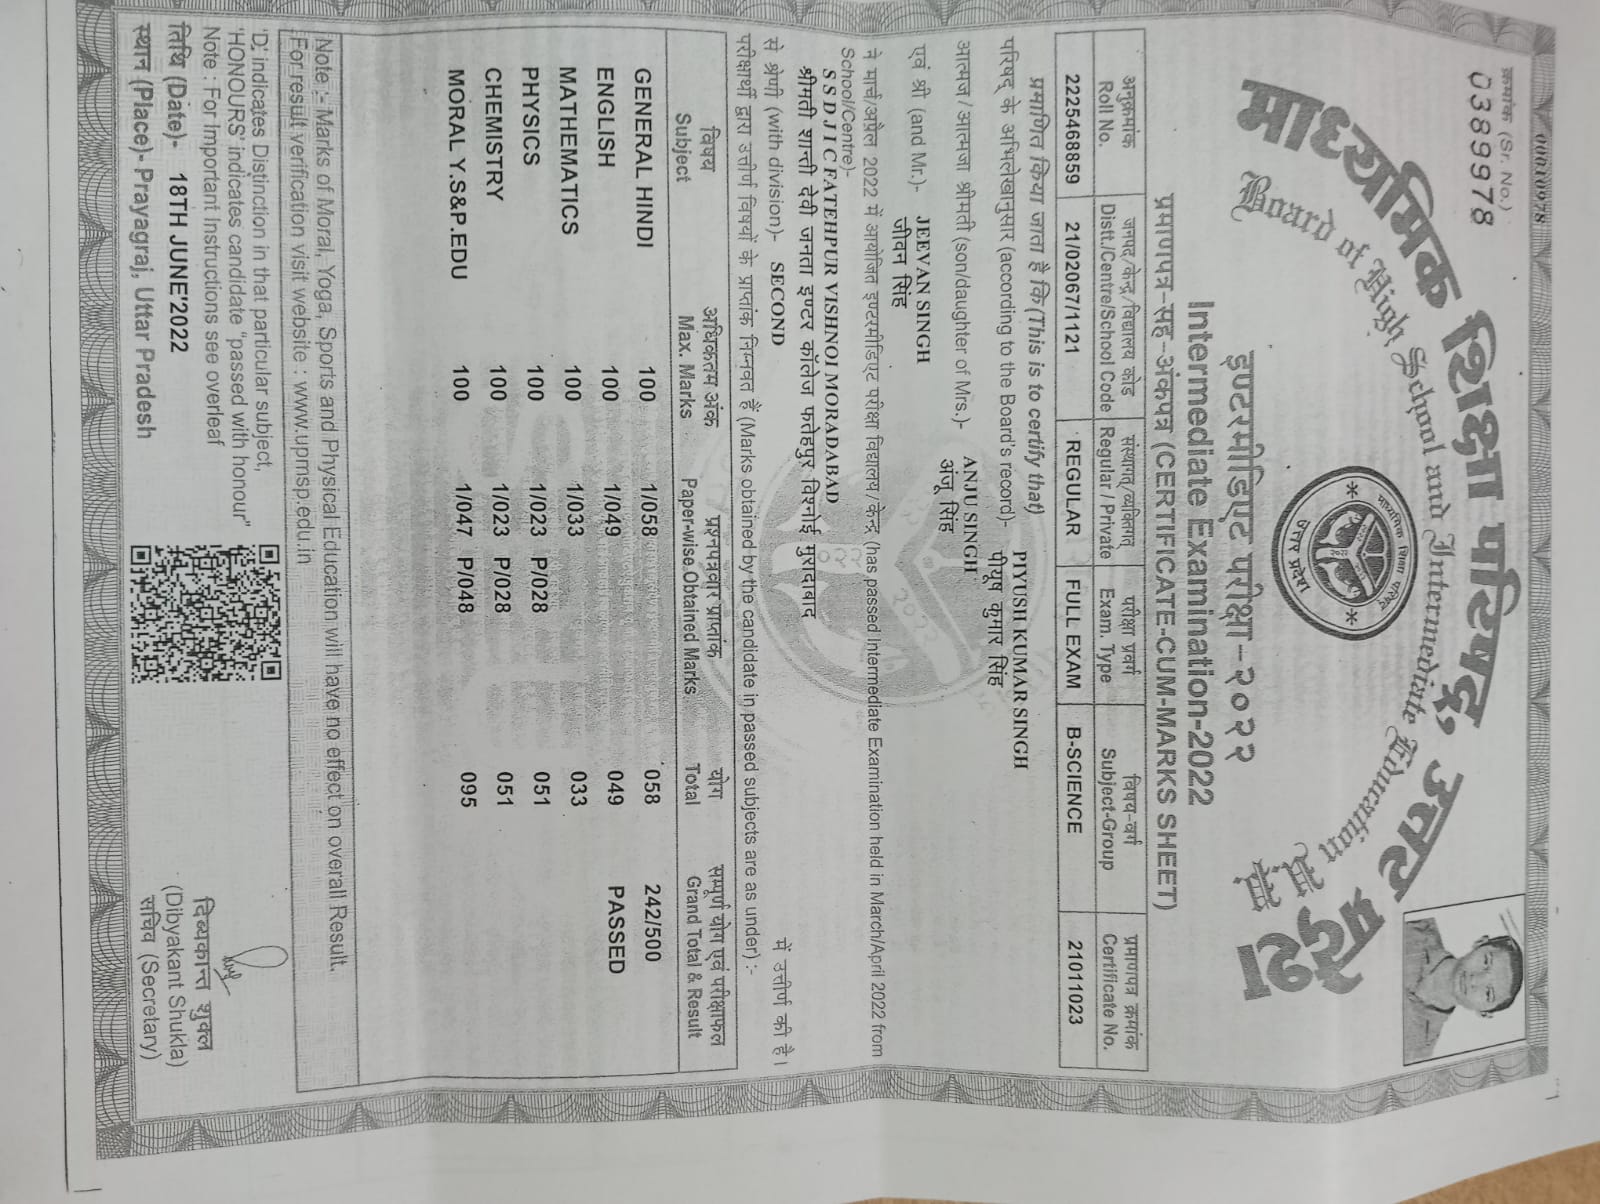 00010978
क्रमांक (Sr. No.)
0389978
माध्यमिक शिक्षा परिषद्, उत्तर प्रदेश
Board of High School and Intermediate Education U. P.
माध्यमिक शिक्षा परिषद
उत्तर प्रदेश
इण्टरमीडिएट परीक्षा-२०२२
Intermediate Examination-2022
प्रमाणपत्र-सह-अंकपत्र (CERTIFICATE-CUM-MARKS SHEET)
अनुक्रमांक जनपद/केन्द्र/विद्यालय कोड संस्थागत/व्यक्तिगत परीक्षा प्रवर्ग विषय-वर्ग प्रमाणपत्र क्रमांक
Roll No. Distt./Centre/School Code Regular / Private Exam. Type Subject-Group Certificate No.
2225468859 21/02067/1121 REGULAR FULL EXAM B-SCIENCE 21011023
प्रमाणित किया जाता है कि (This is to certify that)
PIYUSH KUMAR SINGH
परिषद् के अभिलेखानुसार (according to the Board's record)- पीयूष कुमार सिंह
ANJU SINGH
आत्मज/आत्मजा श्रीमती (son/daughter of Mrs.)- अंजू सिंह
JEEVAN SINGH
एवं श्री (and Mr.)- जीवन सिंह
ने मार्च/अप्रैल 2022 में आयोजित इण्टरमीडिएट परीक्षा विद्यालय/केन्द्र (has passed Intermediate Examination held in March/April 2022 from
School/Centre)-
S S D J I C FATEHPUR VISHNOI MORADABAD
श्रीमती शान्ती देवी जनता इण्टर कॉलेज फतेहपुर विश्नोई मुरादाबाद
से श्रेणी (with division)- SECOND में उत्तीर्ण की है।
परीक्षार्थी द्वारा उत्तीर्ण विषयों के प्राप्तांक निम्नवत हैं (Marks obtained by the candidate in passed subjects are as under) :-
विषय अधिकतम अंक प्रश्नपत्रवार प्राप्तांक योग सम्पूर्ण योग एवं परीक्षाफल
Subject Max. Marks Paper-wise Obtained Marks Total Grand Total & Result
GENERAL HINDI 100 1/058 058 242/500
ENGLISH 100 1/049 049 PASSED
MATHEMATICS 100 1/033 033
PHYSICS 100 1/023 P/028 051
CHEMISTRY 100 1/023 P/028 051
MORAL Y.S&P.EDU 100 1/047 P/048 095
Note :- Marks of Moral, Yoga, Sports and Physical Education will have no effect on overall Result.
For result verification visit website : www.upmsp.edu.in
'D' indicates Distinction in that particular subject,
'HONOURS' indicates candidate "passed with honour"
Note : For Important Instructions see overleaf
तिथि (Date)- 18TH JUNE'2022
स्थान (Place)- Prayagraj, Uttar Pradesh
दिब्यकान्त शुक्ल
(Dibyakant Shukla)
सचिव (Secretary)